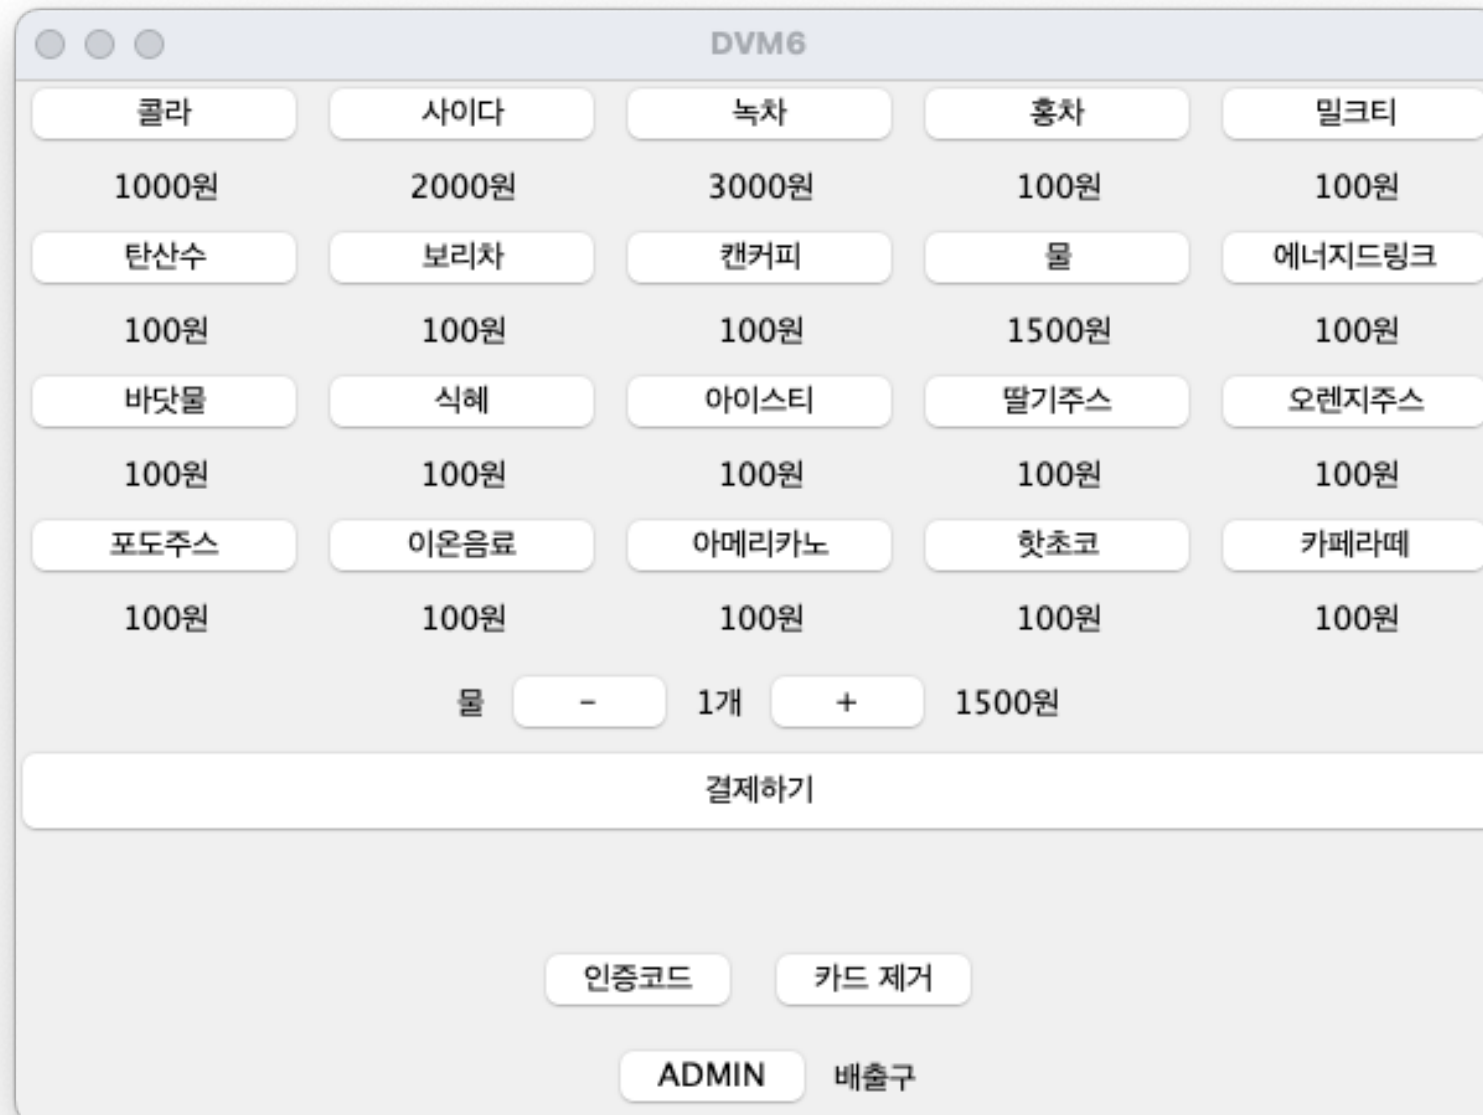 DVM6
콜라 사이다 녹차 홍차 밀크티
1000원 2000원 3000원 100원 100원
탄산수 보리차 캔커피 물 에너지드링크
100원 100원 100원 1500원 100원
바닷물 식혜 아이스티 딸기주스 오렌지주스
100원 100원 100원 100원 100원
포도주스 이온음료 아메리카노 핫초코 카페라떼
100원 100원 100원 100원 100원
물 - 1개 + 1500원
결제하기
인증코드 카드 제거
ADMIN 배출구